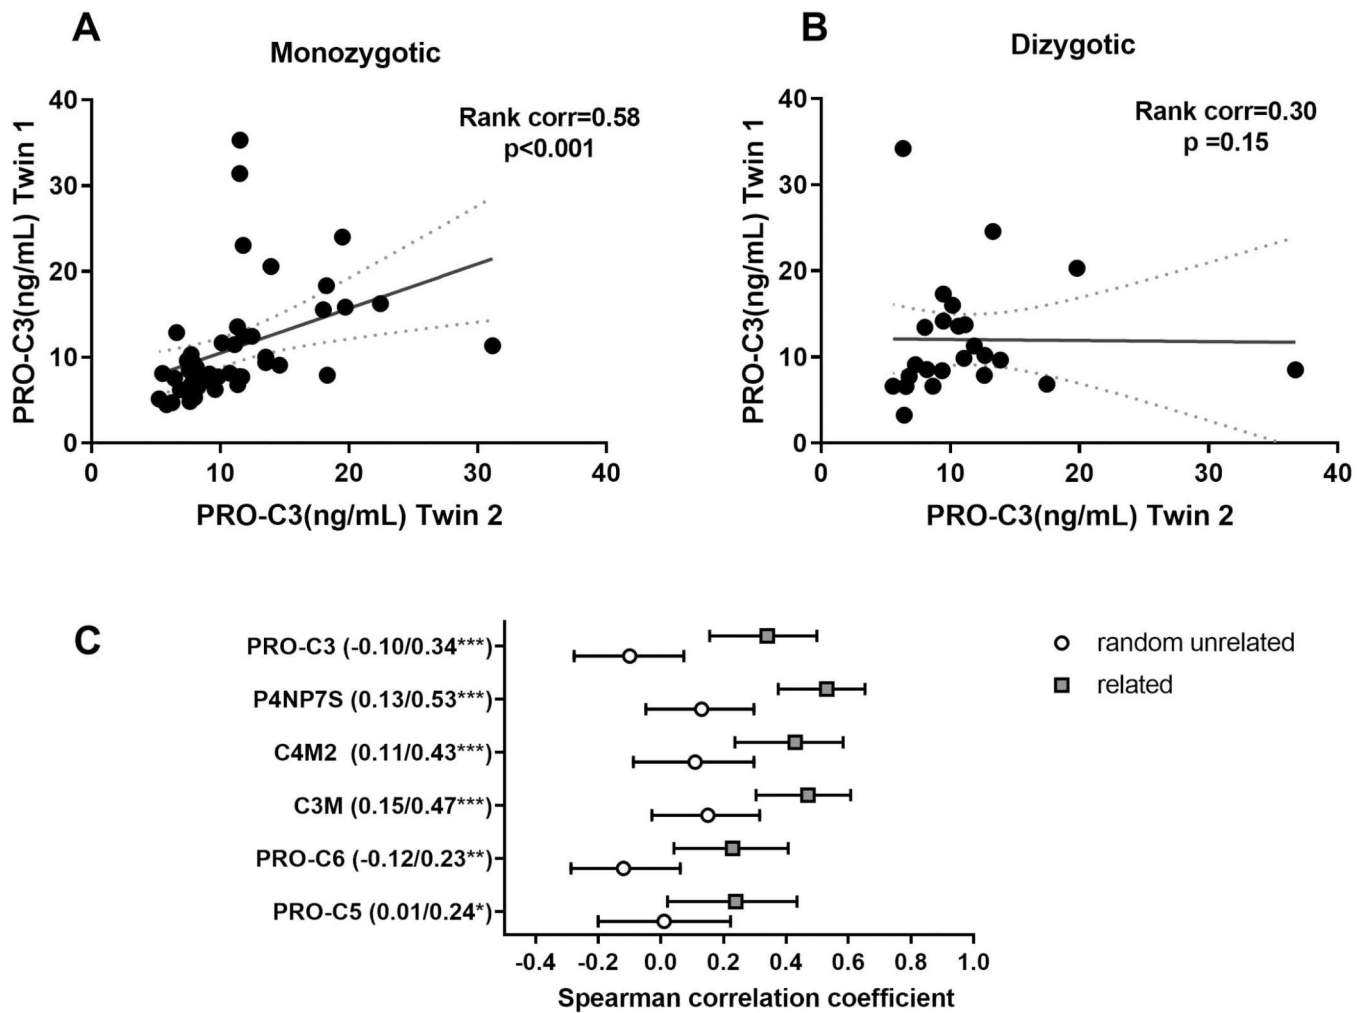 A
Monozygotic
Rank corr=0.58
p<0.001
PRO-C3(ng/mL) Twin 1
40
30
20
10
0
0 10 20 30 40
PRO-C3(ng/mL) Twin 2
B
Dizygotic
Rank corr=0.30
p =0.15
PRO-C3(ng/mL) Twin 1
40
30
20
10
0
0 10 20 30 40
PRO-C3(ng/mL) Twin 2
C
PRO-C3 (-0.10/0.34***)
P4NP7S (0.13/0.53***)
C4M2 (0.11/0.43***)
C3M (0.15/0.47***)
PRO-C6 (-0.12/0.23**)
PRO-C5 (0.01/0.24*)
-0.4 -0.2 0.0 0.2 0.4 0.6 0.8 1.0
Spearman correlation coefficient
random unrelated
related